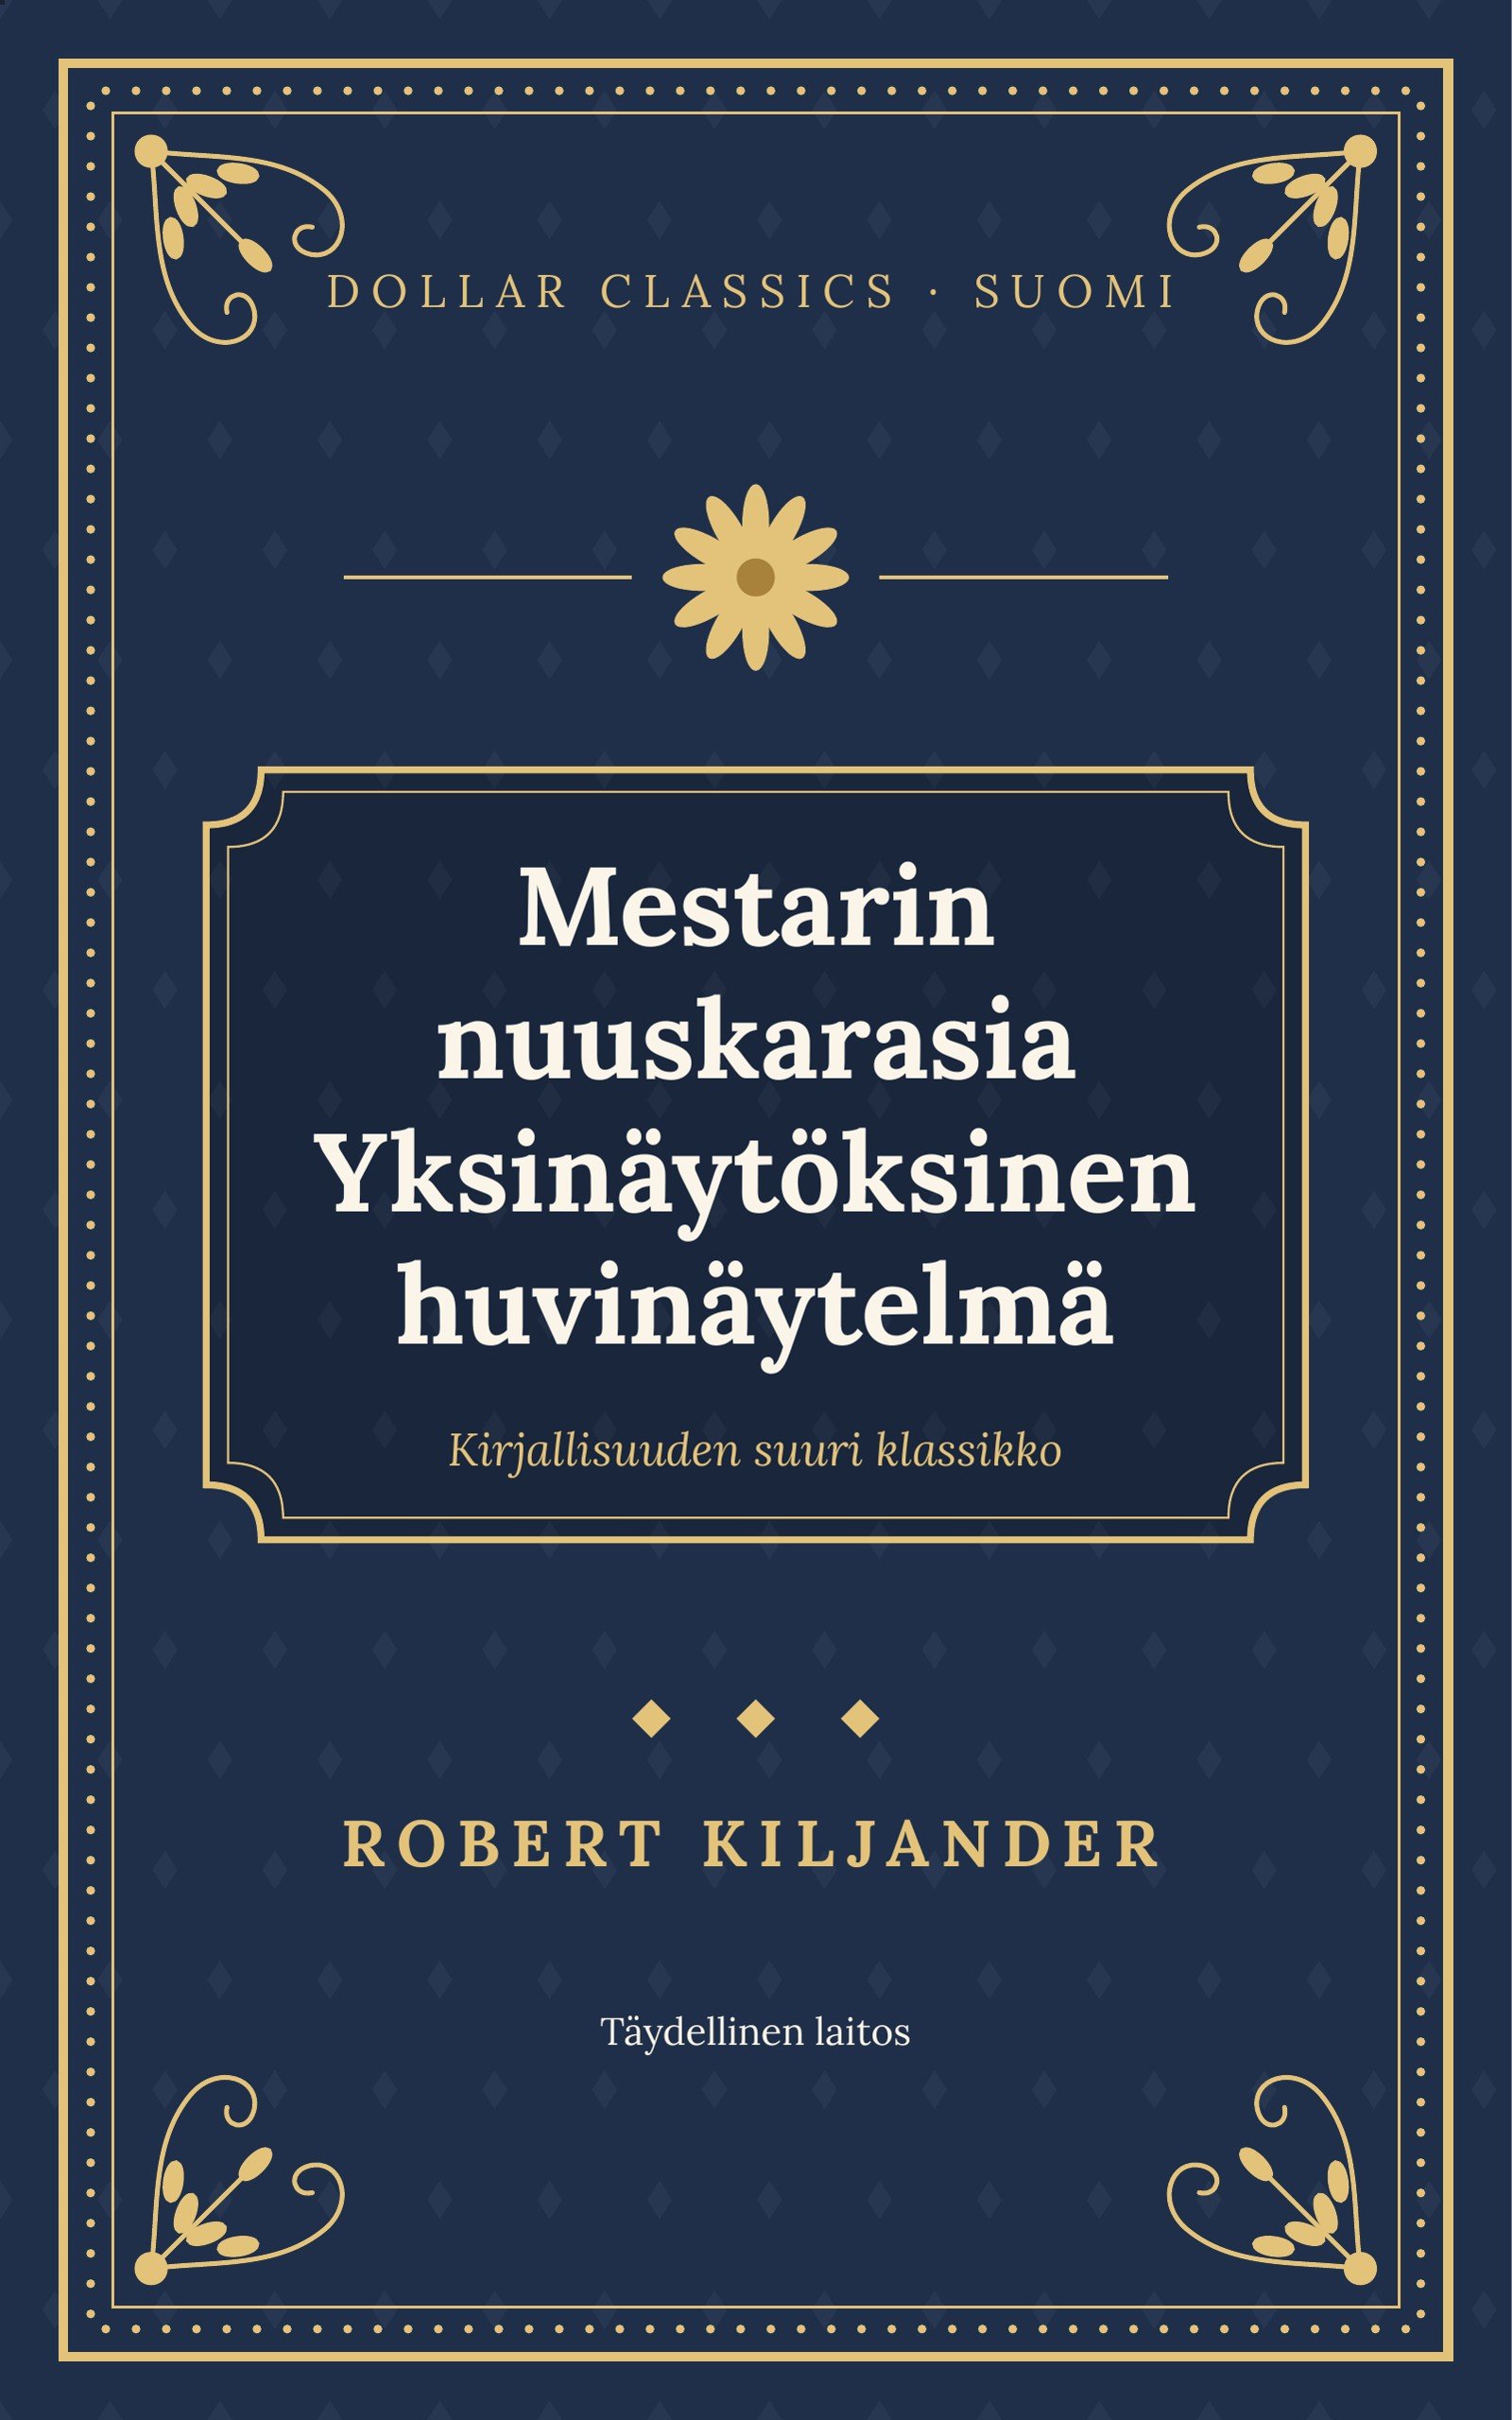 DOLLAR CLASSICS · SUOMI
Mestarin
nuuskarasia
Yksinäytöksinen
huvinäytelmä
Kirjallisuuden suuri klassikko
ROBERT KILJANDER
Täydellinen laitos